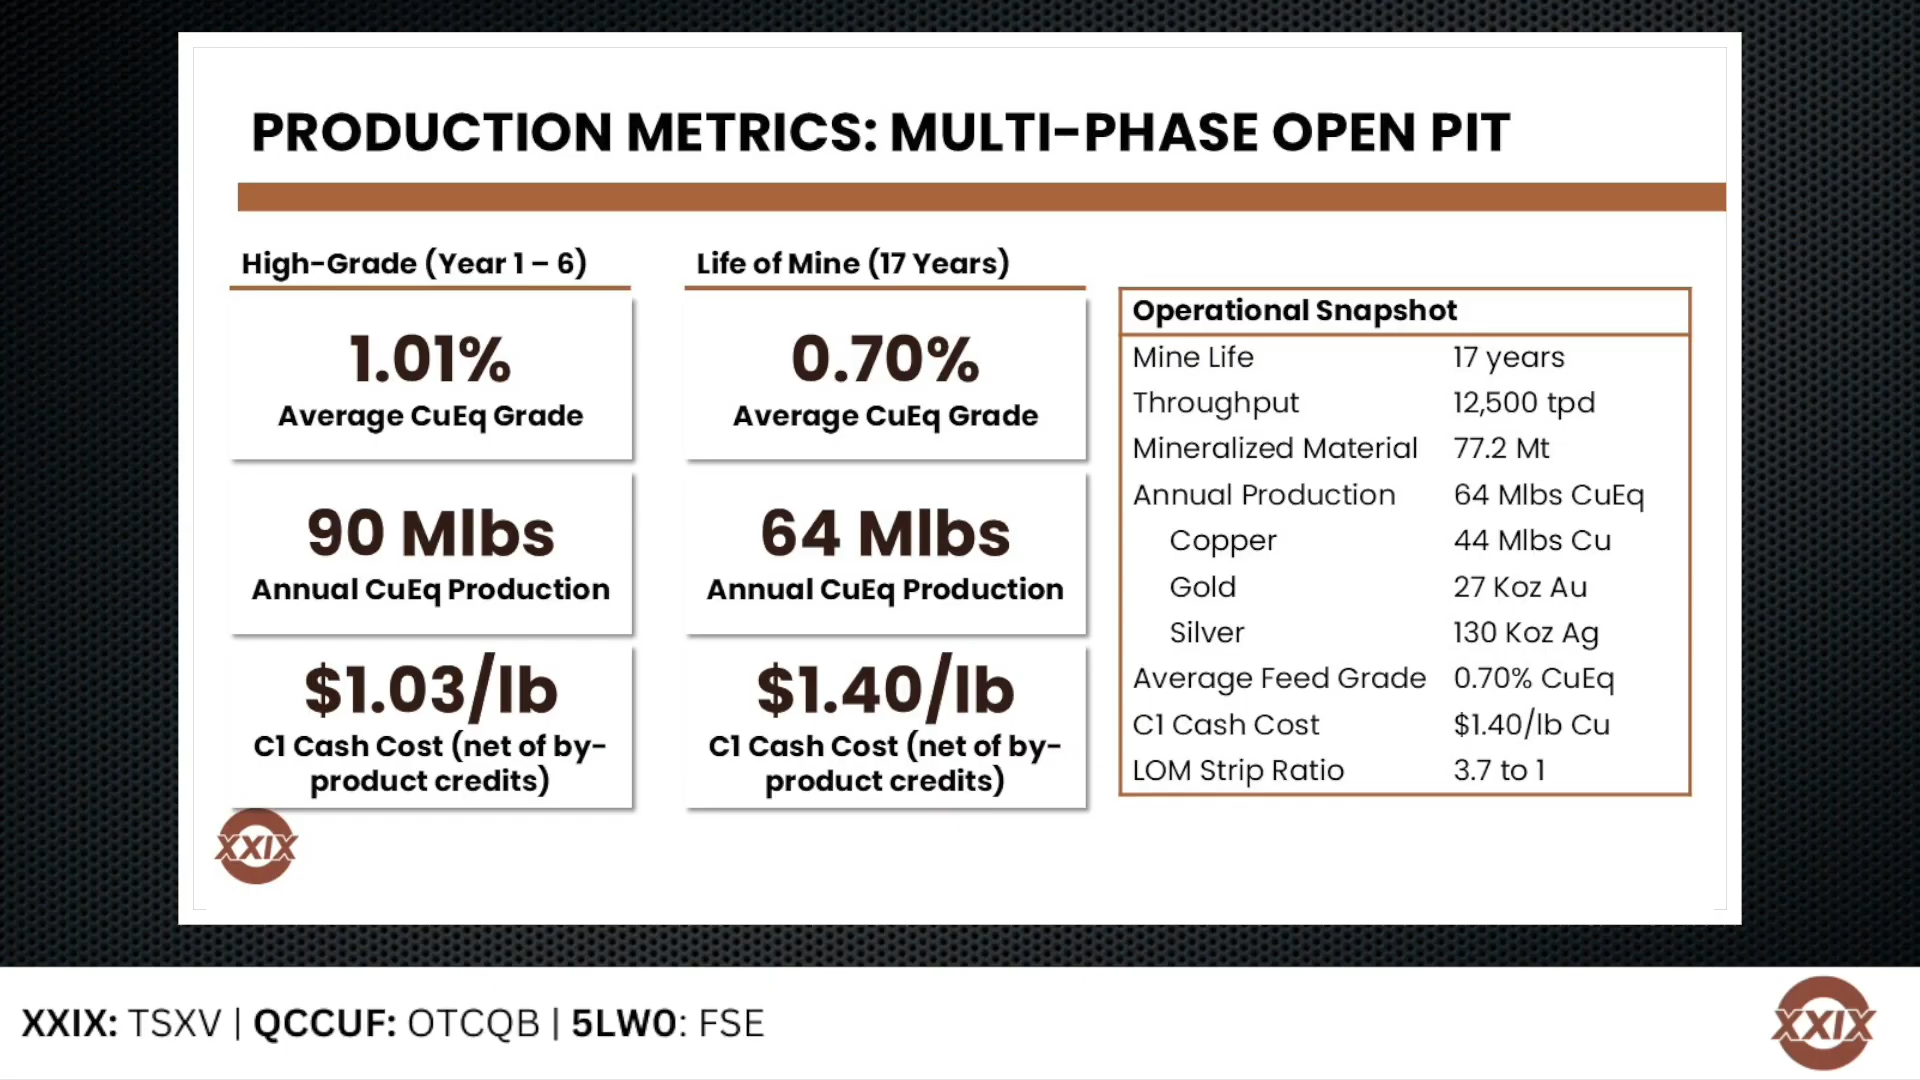 PRODUCTION METRICS: MULTI-PHASE OPEN PIT
High-Grade (Year 1 – 6)
1.01%
Average CuEq Grade
90 Mlbs
Annual CuEq Production
$1.03/lb
C1 Cash Cost (net of by-
product credits)
Life of Mine (17 Years)
0.70%
Average CuEq Grade
64 Mlbs
Annual CuEq Production
$1.40/lb
C1 Cash Cost (net of by-
product credits)
Operational Snapshot
Mine Life 17 years
Throughput 12,500 tpd
Mineralized Material 77.2 Mt
Annual Production 64 Mlbs CuEq
Copper 44 Mlbs Cu
Gold 27 Koz Au
Silver 130 Koz Ag
Average Feed Grade 0.70% CuEq
C1 Cash Cost $1.40/lb Cu
LOM Strip Ratio 3.7 to 1
XXIX
XXIX: TSXV | QCCUF: OTCQB | 5LW0: FSE
XXIX